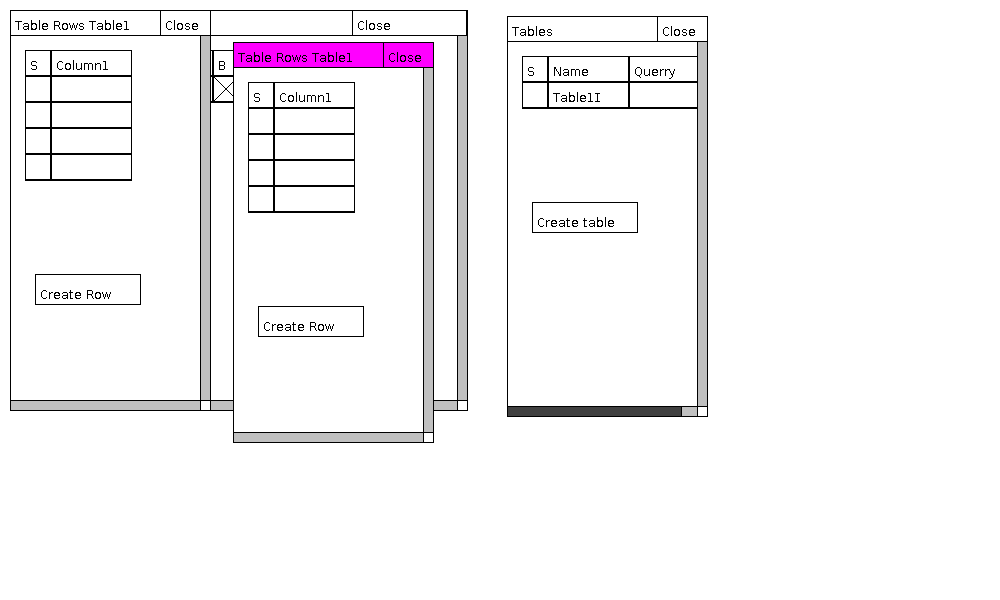 Table Rows Table1 Close
S Column1
Create Row
Close
B
Table Rows Table1 Close
S Column1
Create Row
Tables Close
S Name Querry
Table1I
Create table